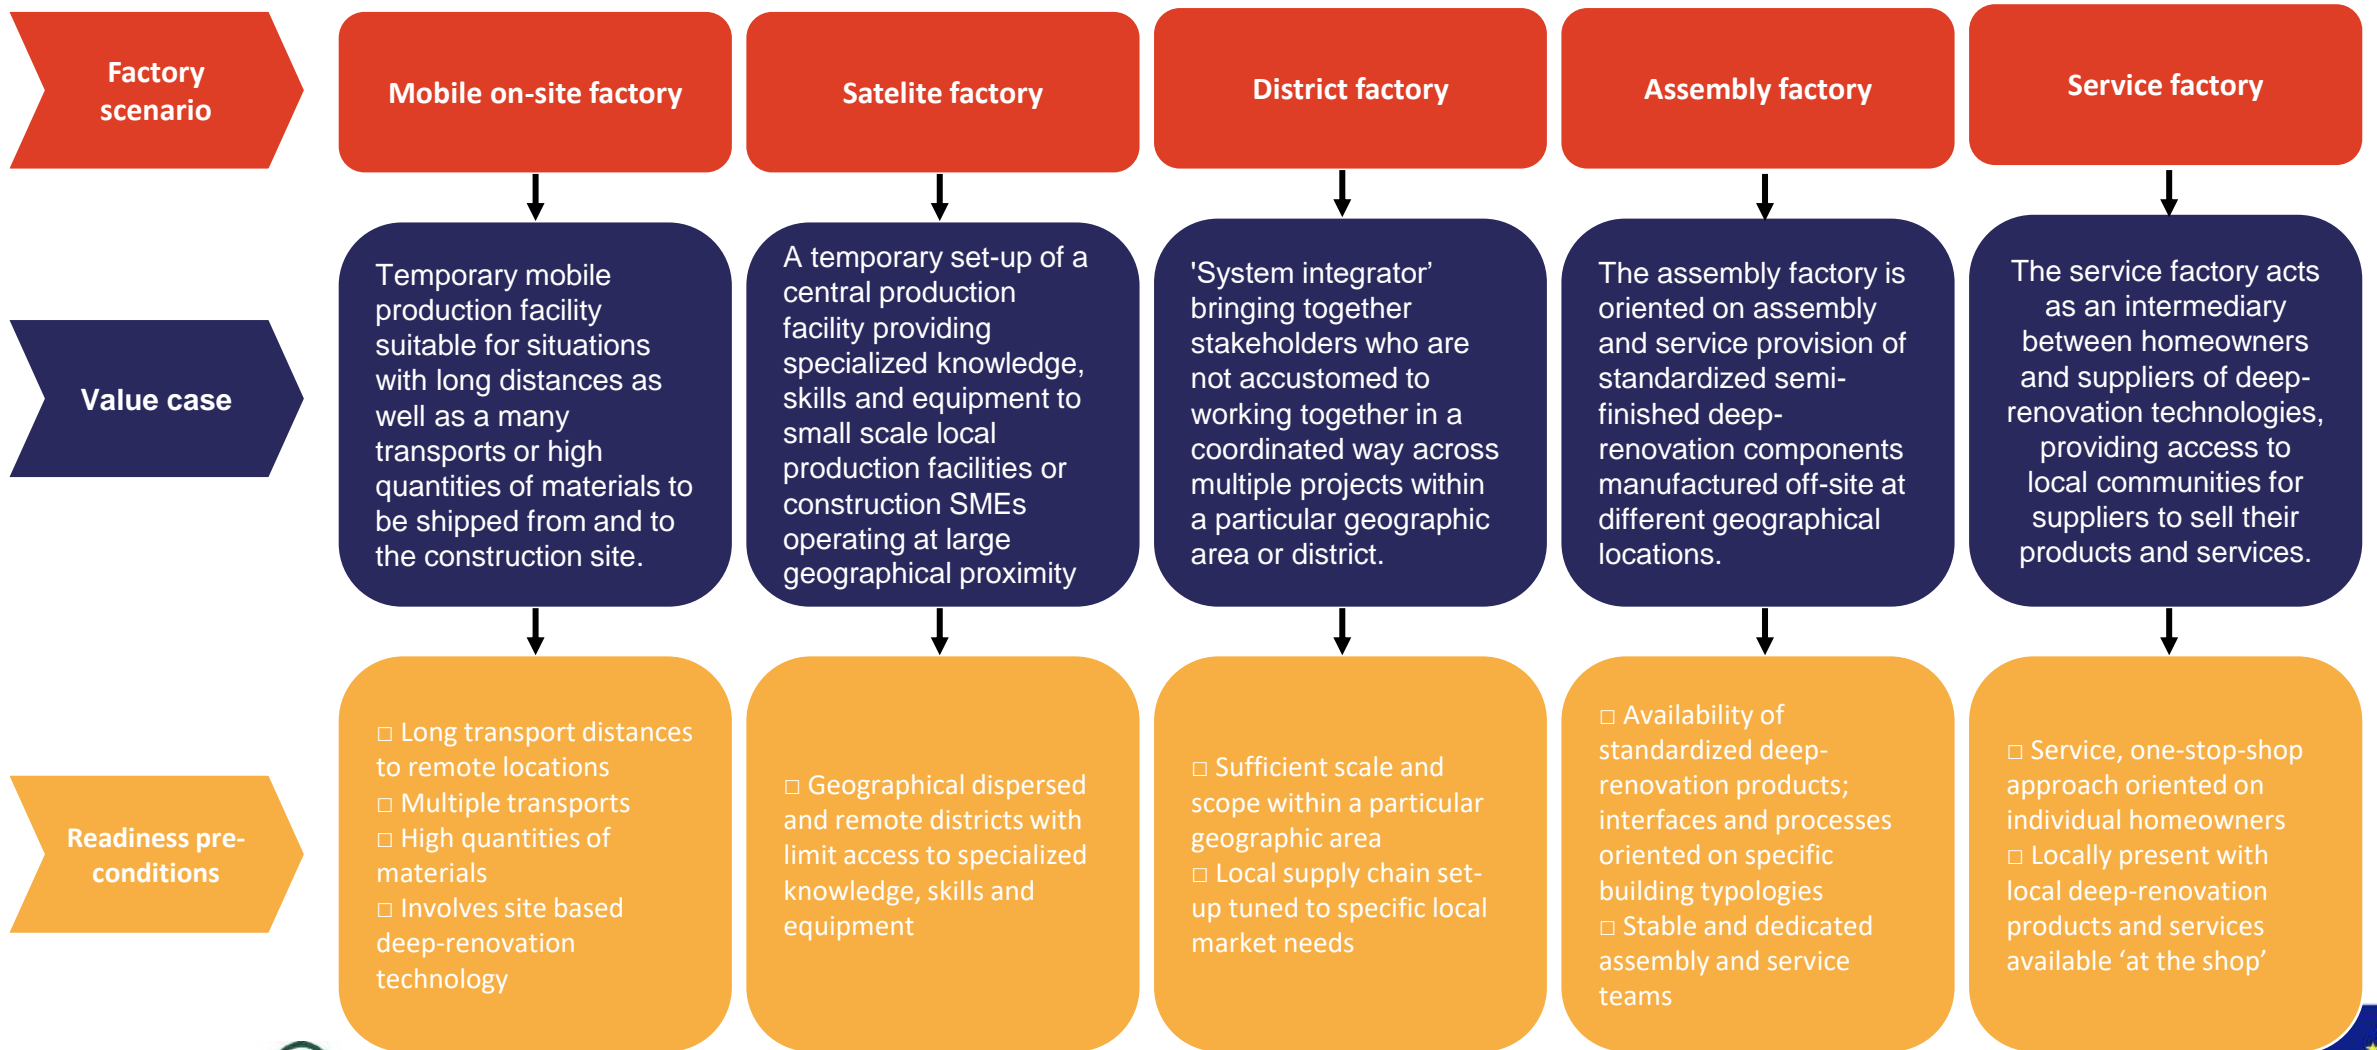 Factory
scenario
Mobile on-site factory
Satelite factory
District factory
Assembly factory
Service factory
Value case
Temporary mobile
production facility
suitable for situations
with long distances as
well as a many
transports or high
quantities of materials to
be shipped from and to
the construction site.
A temporary set-up of a
central production
facility providing
specialized knowledge,
skills and equipment to
small scale local
production facilities or
construction SMEs
operating at large
geographical proximity
'System integrator’
bringing together
stakeholders who are
not accustomed to
working together in a
coordinated way across
multiple projects within
a particular geographic
area or district.
The assembly factory is
oriented on assembly
and service provision of
standardized semi-
finished deep-
renovation components
manufactured off-site at
different geographical
locations.
The service factory acts
as an intermediary
between homeowners
and suppliers of deep-
renovation technologies,
providing access to
local communities for
suppliers to sell their
products and services.
Readiness pre-
conditions
□ Long transport distances
to remote locations
□ Multiple transports
□ High quantities of
materials
□ Involves site based
deep-renovation
technology
□ Geographical dispersed
and remote districts with
limit access to specialized
knowledge, skills and
equipment
□ Sufficient scale and
scope within a particular
geographic area
□ Local supply chain set-
up tuned to specific local
market needs
□ Availability of
standardized deep-
renovation products;
interfaces and processes
oriented on specific
building typologies
□ Stable and dedicated
assembly and service
teams
□ Service, one-stop-shop
approach oriented on
individual homeowners
□ Locally present with
local deep-renovation
products and services
available ‘at the shop’